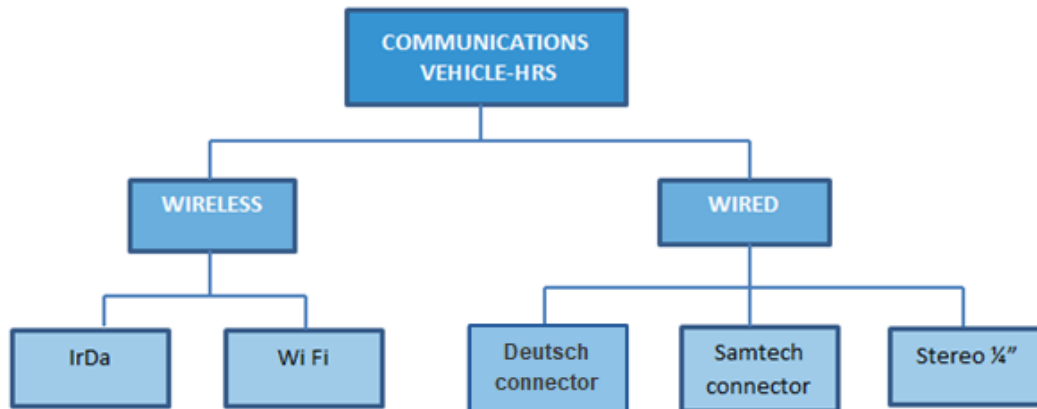 COMMUNICATIONS
VEHICLE-HRS
WIRELESS
WIRED
IrDa
Wi Fi
Deutsch
connector
Samtech
connector
Stereo ¼”